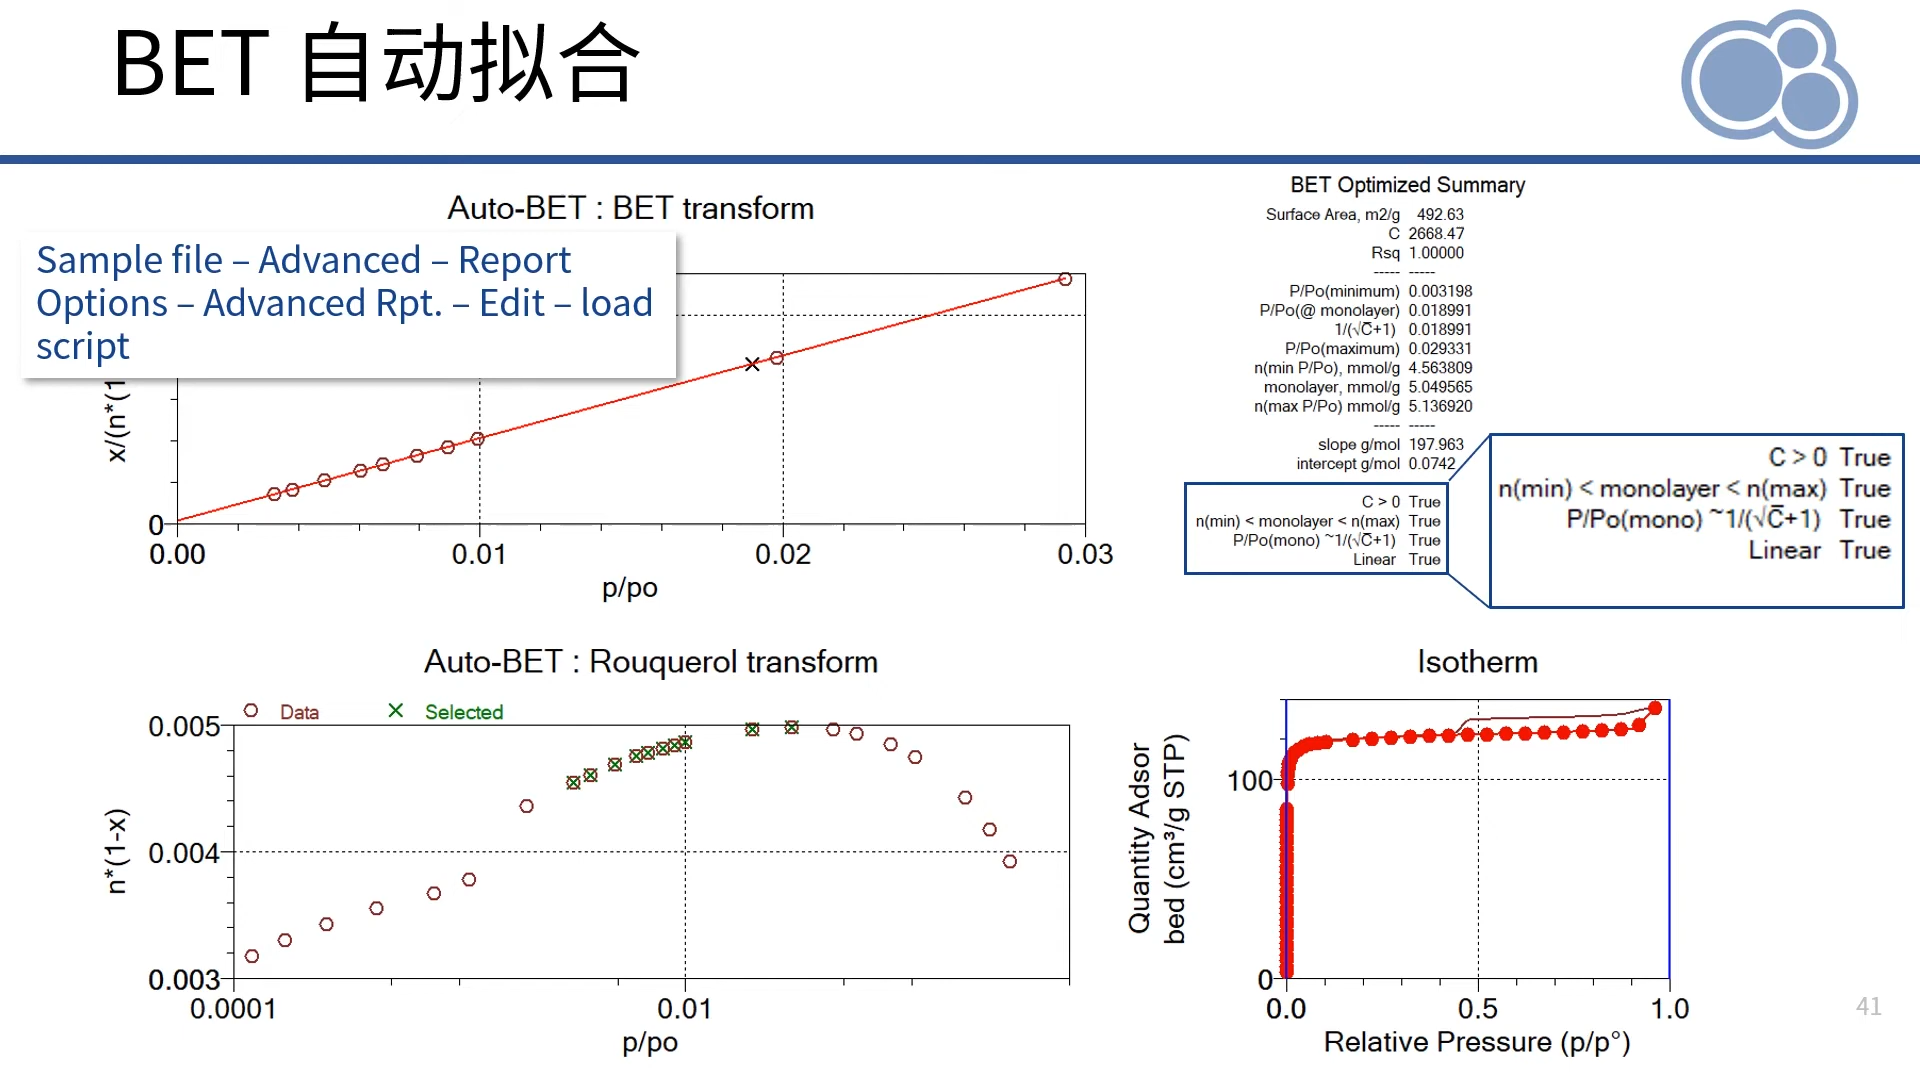 BET 自动拟合
Auto-BET : BET transform
Sample file – Advanced – Report
Options – Advanced Rpt. – Edit – load
script
x/(n*(1
0
0.00
0.01
0.02
0.03
p/po
BET Optimized Summary
Surface Area, m2/g 492.63
C 2668.47
Rsq 1.00000
----- -----
P/Po(minimum) 0.003198
P/Po(@ monolayer) 0.018991
1/(√C̅+1) 0.018991
P/Po(maximum) 0.029331
n(min P/Po), mmol/g 4.563809
monolayer, mmol/g 5.049565
n(max P/Po) mmol/g 5.136920
----- -----
slope g/mol 197.963
intercept g/mol 0.0742
C > 0 True
n(min) < monolayer < n(max) True
P/Po(mono) ~1/(√C̅+1) True
Linear True
C > 0 True
n(min) < monolayer < n(max) True
P/Po(mono) ~1/(√C̅+1) True
Linear True
Auto-BET : Rouquerol transform
Data
Selected
n*(1-x)
0.005
0.004
0.003
0.0001
0.01
p/po
Isotherm
Quantity Adsor
bed (cm³/g STP)
100
0
0.0
0.5
1.0
Relative Pressure (p/p°)
41